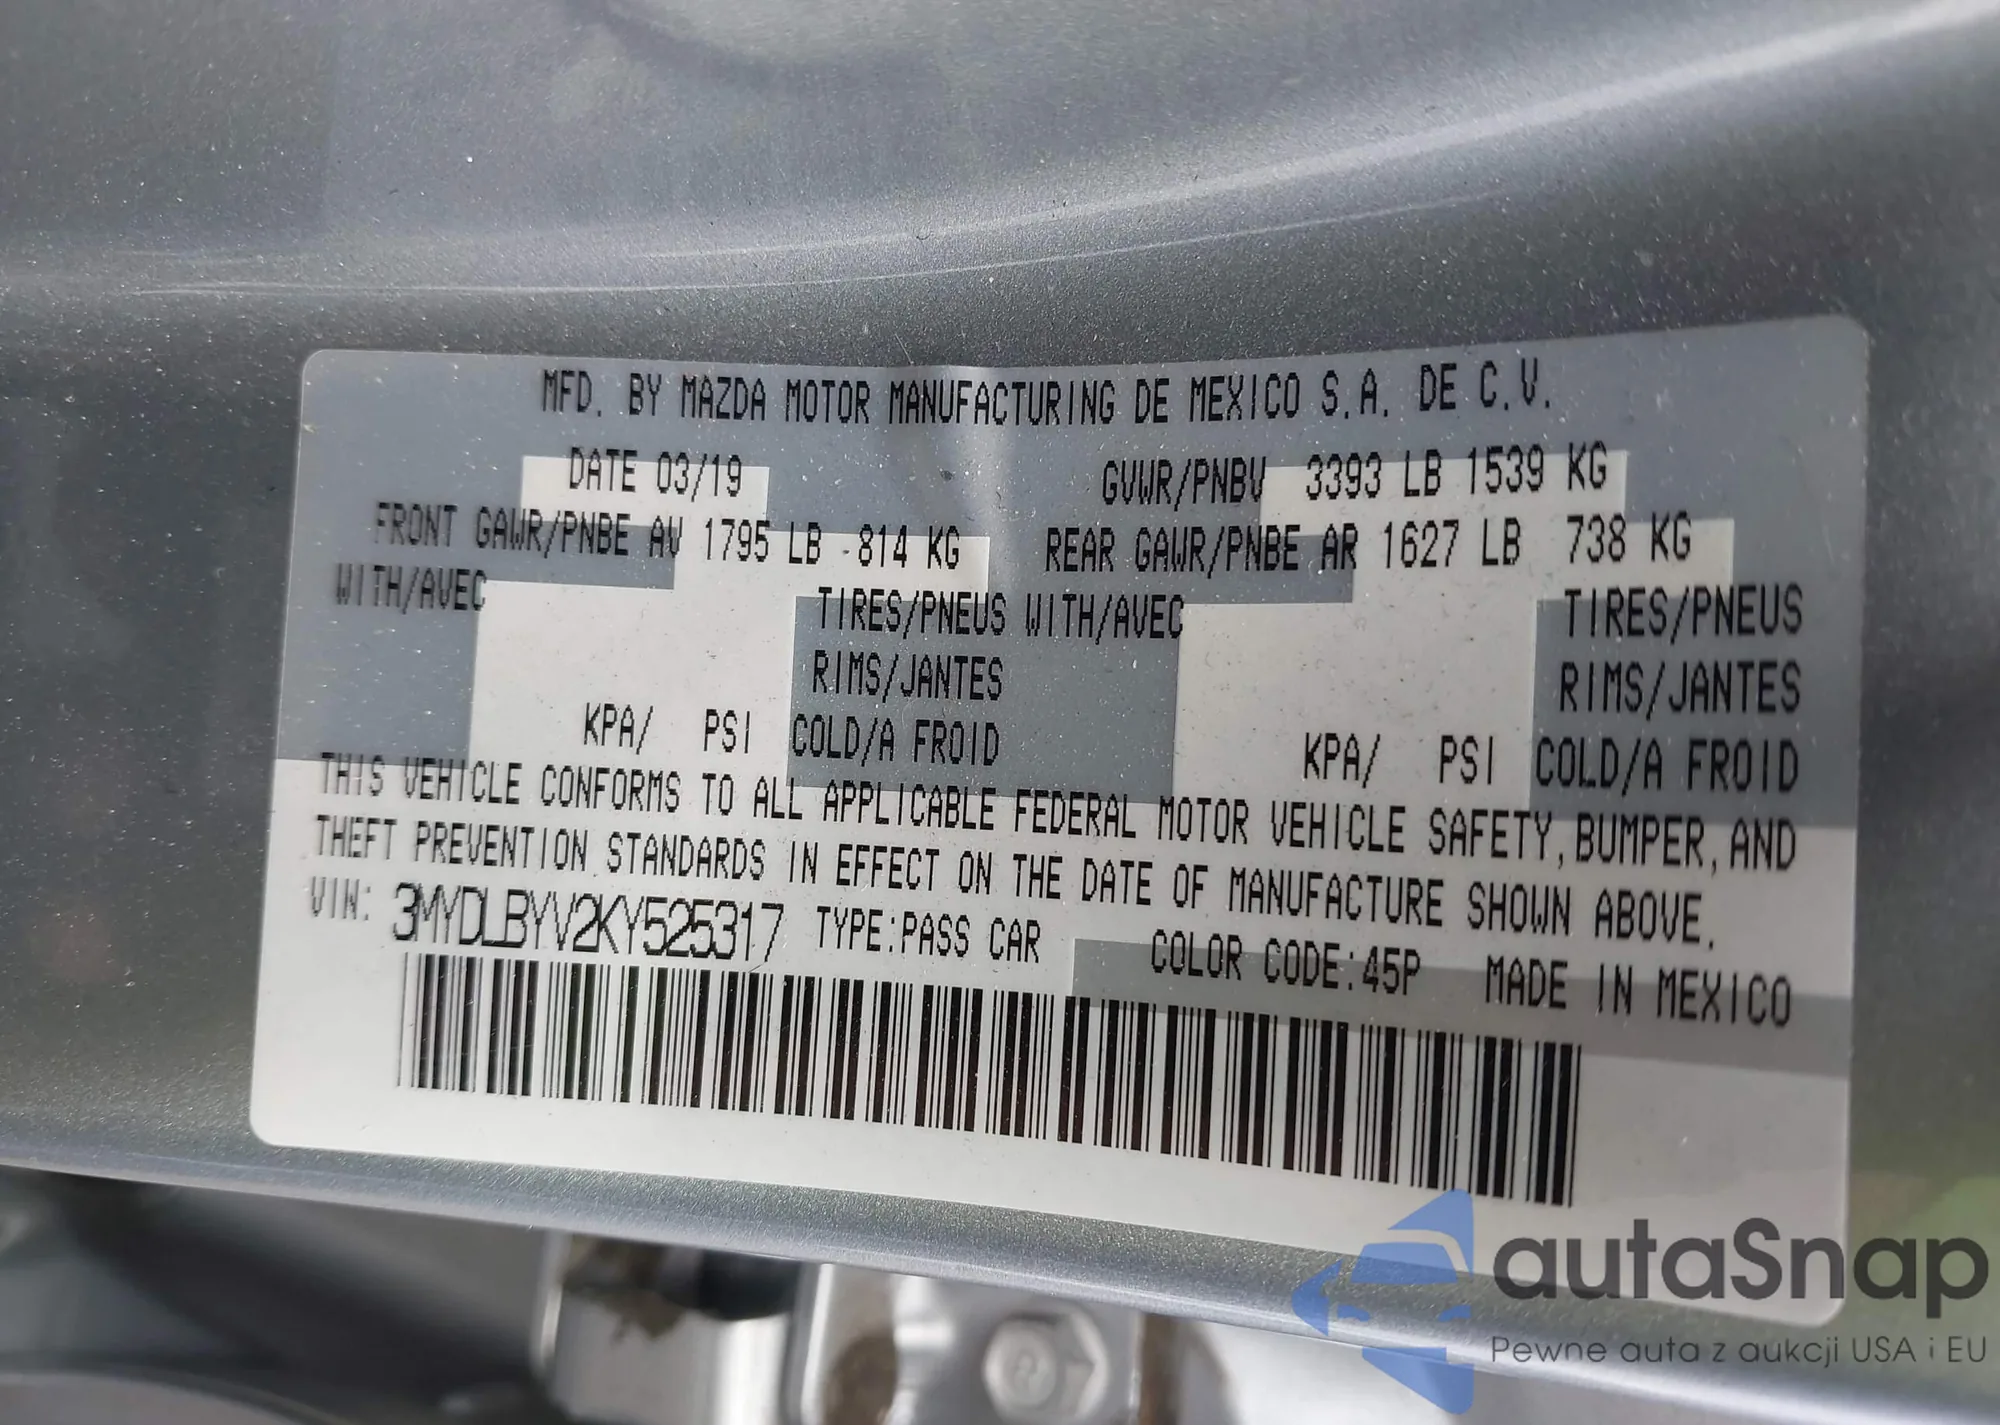 MFD. BY MAZDA MOTOR MANUFACTURING DE MEXICO S.A. DE C.V.
DATE 03/19 GVWR/PNBV 3393 LB 1539 KG
FRONT GAWR/PNBE AV 1795 LB 814 KG REAR GAWR/PNBE AR 1627 LB 738 KG
WITH/AVEC TIRES/PNEUS WITH/AVEC TIRES/PNEUS
RIMS/JANTES RIMS/JANTES
KPA/ PSI COLD/A FROID KPA/ PSI COLD/A FROID
THIS VEHICLE CONFORMS TO ALL APPLICABLE FEDERAL MOTOR VEHICLE SAFETY, BUMPER, AND
THEFT PREVENTION STANDARDS IN EFFECT ON THE DATE OF MANUFACTURE SHOWN ABOVE.
VIN: 3MYDLBYV2KY525317 TYPE:PASS CAR COLOR CODE:45P MADE IN MEXICO
autaSnap
Pewne auta z aukcji USA i EU